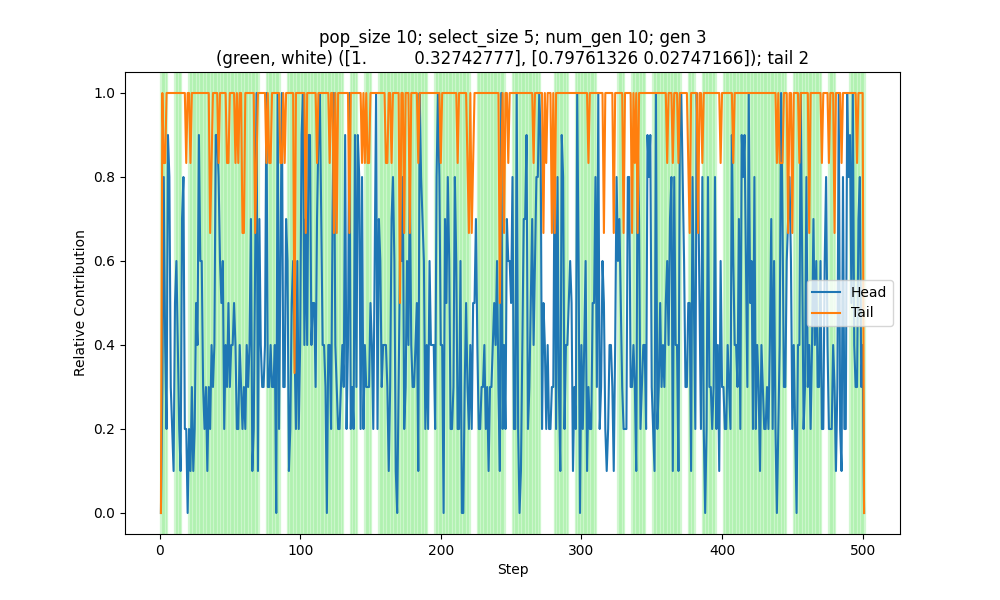 pop_size 10; select_size 5; num_gen 10; gen 3
(green, white) ([1.         0.32742777], [0.79761326 0.02747166]); tail 2
1.0
0.8
0.6
0.4
0.2
0.0
Relative Contribution
Head
Tail
0
100
200
300
400
500
Step